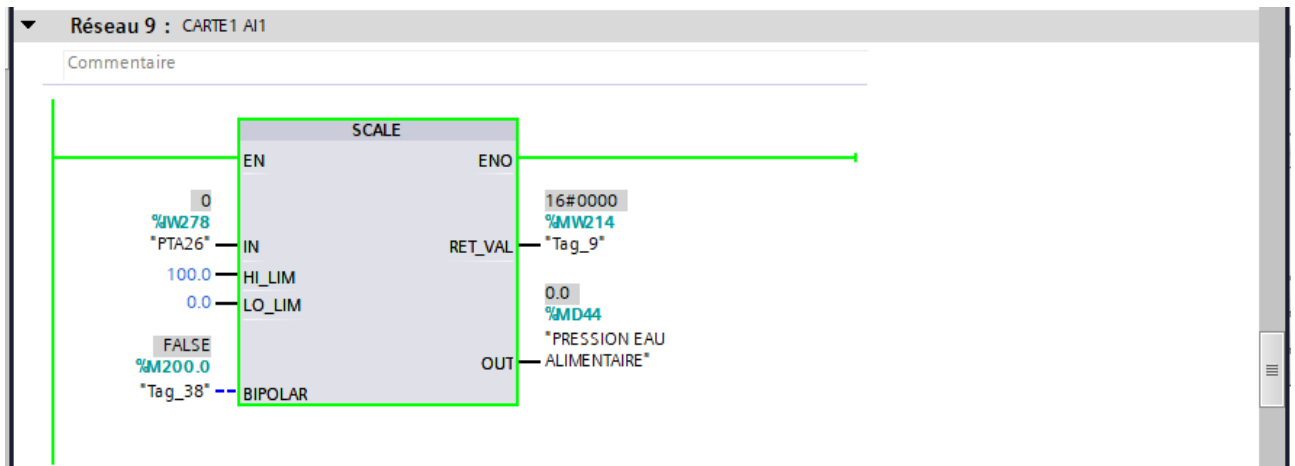 Réseau 9 : CARTE1 AI1
Commentaire
SCALE
EN ENO
0
%IW278
"PTA26" IN
100.0 HI_LIM
0.0 LO_LIM
FALSE
%M200.0
"Tag_38" BIPOLAR
16#0000
%MW214
RET_VAL "Tag_9"
0.0
%MD44
"PRESSION EAU
OUT ALIMENTAIRE"